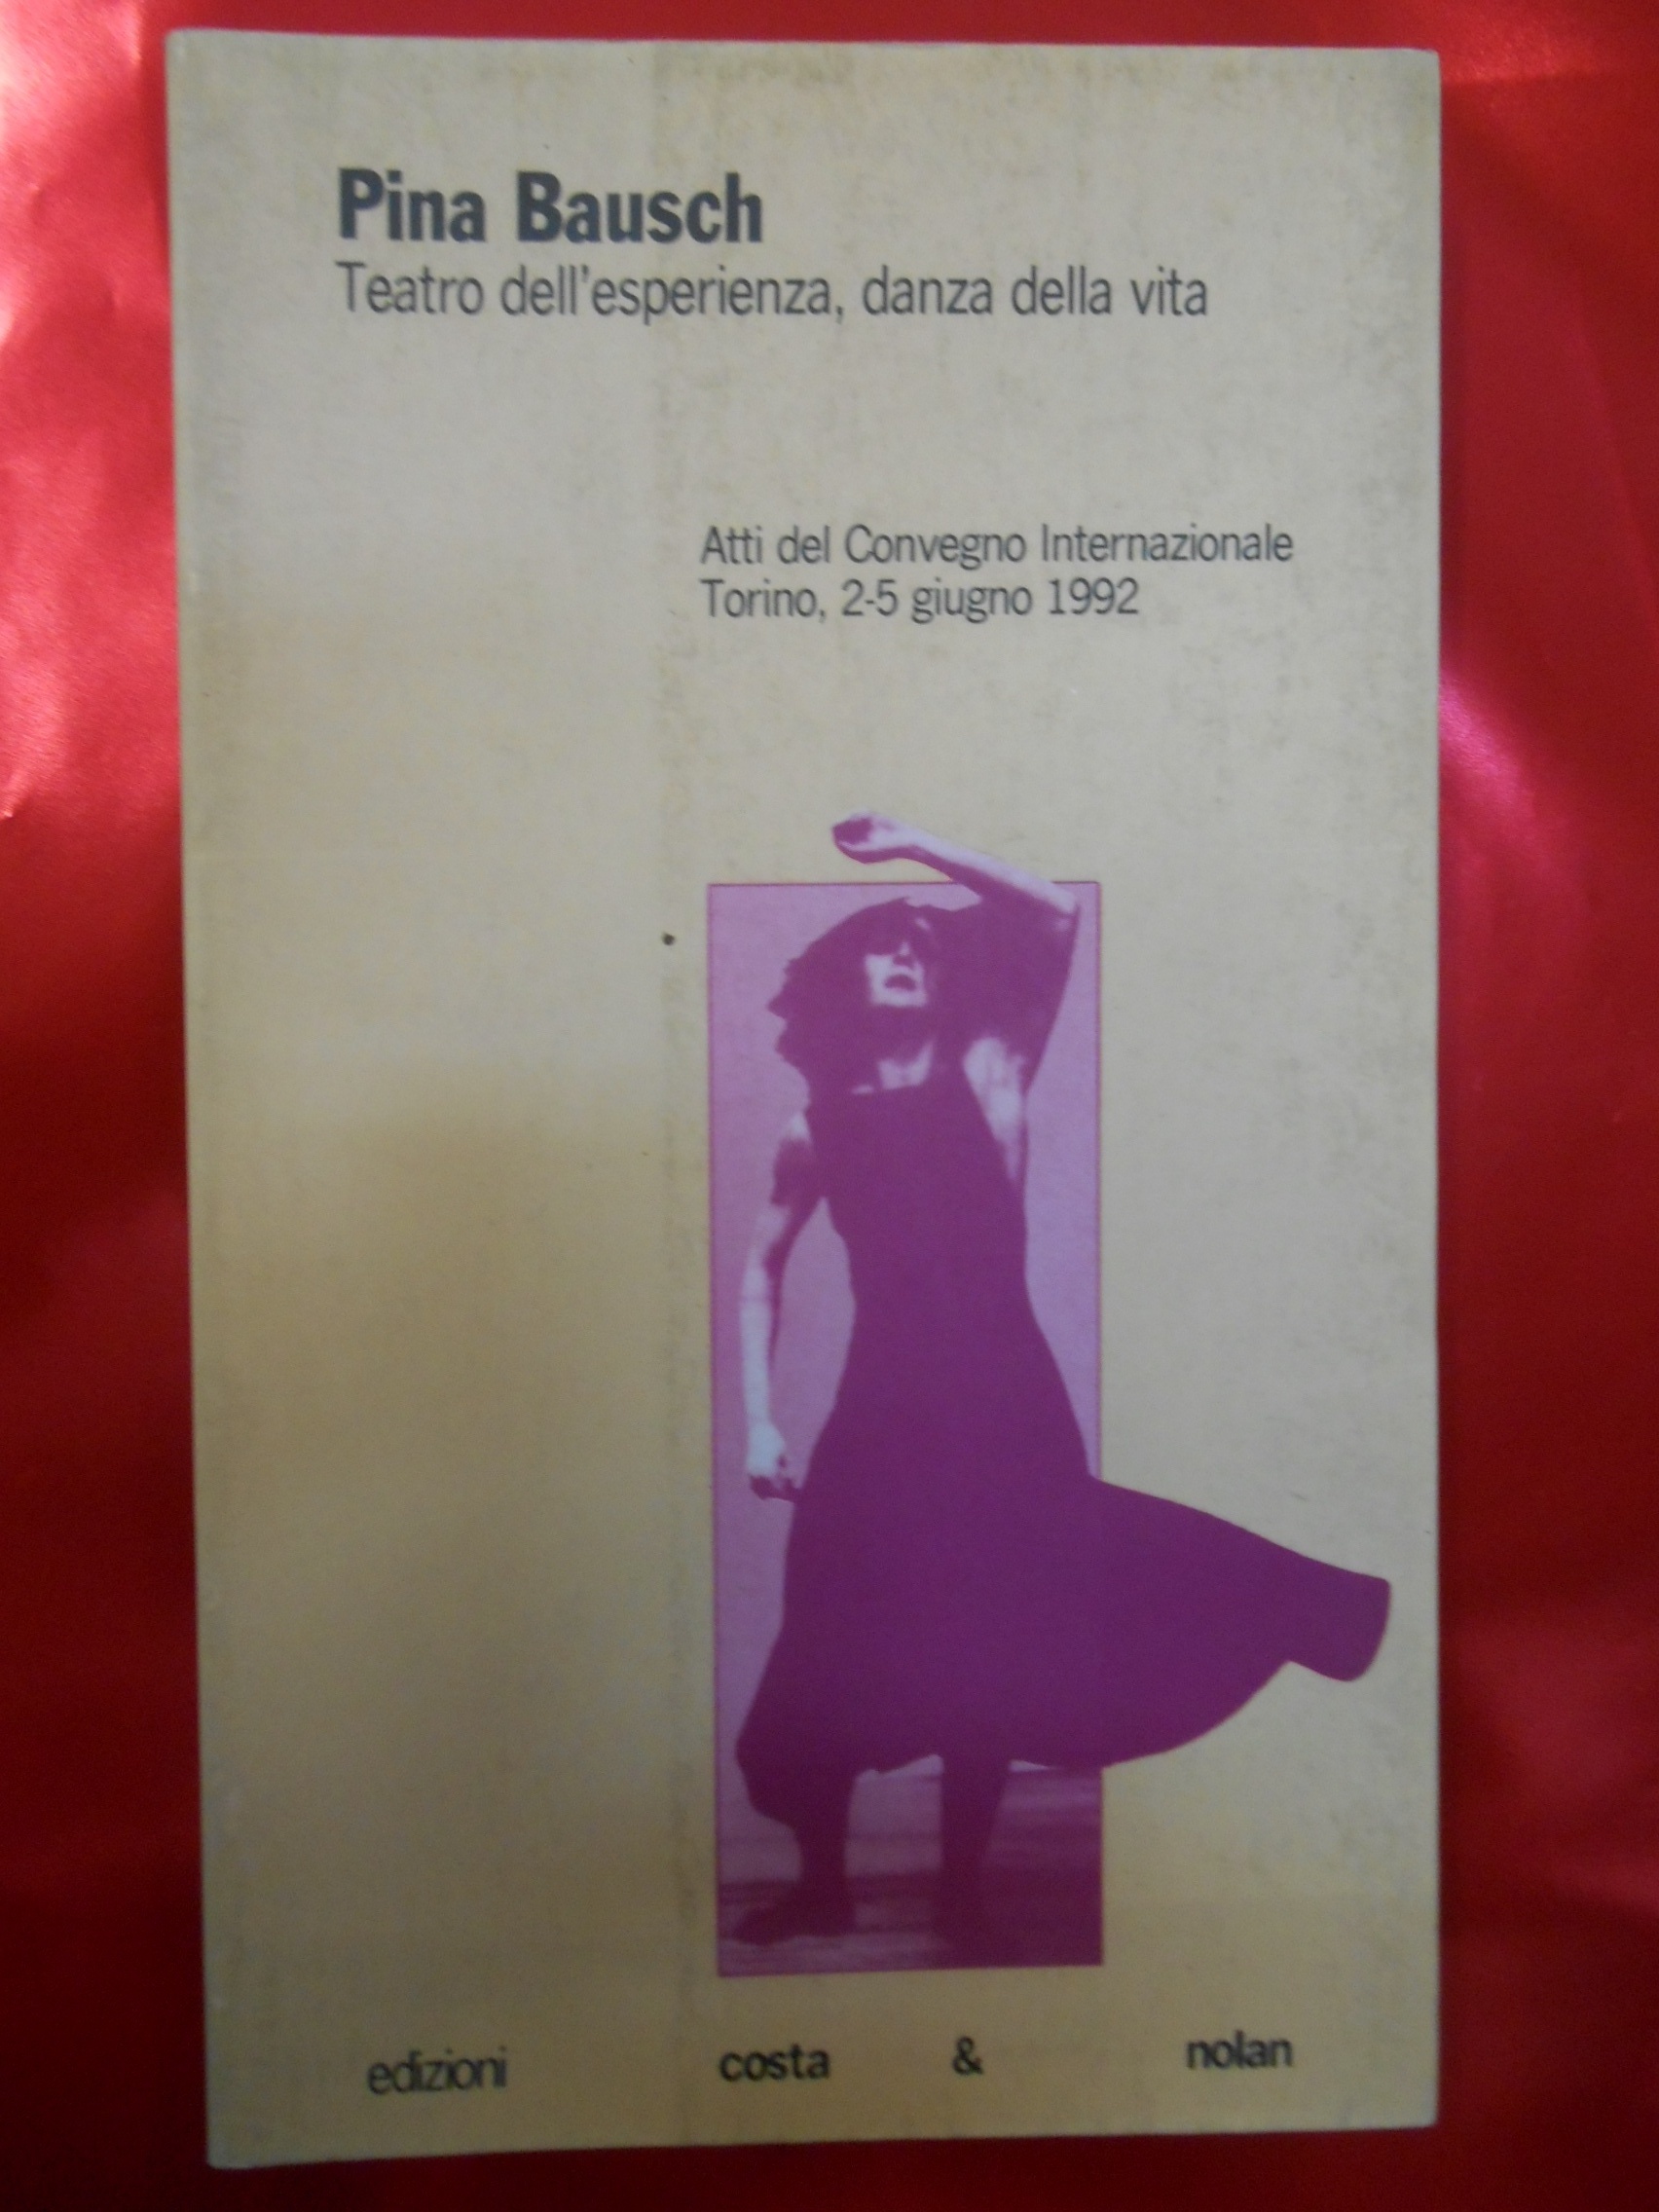 Pina Bausch
Teatro dell'esperienza, danza della vita
Atti del Convegno Internazionale
Torino, 2-5 giugno 1992
edizioni costa & nolan